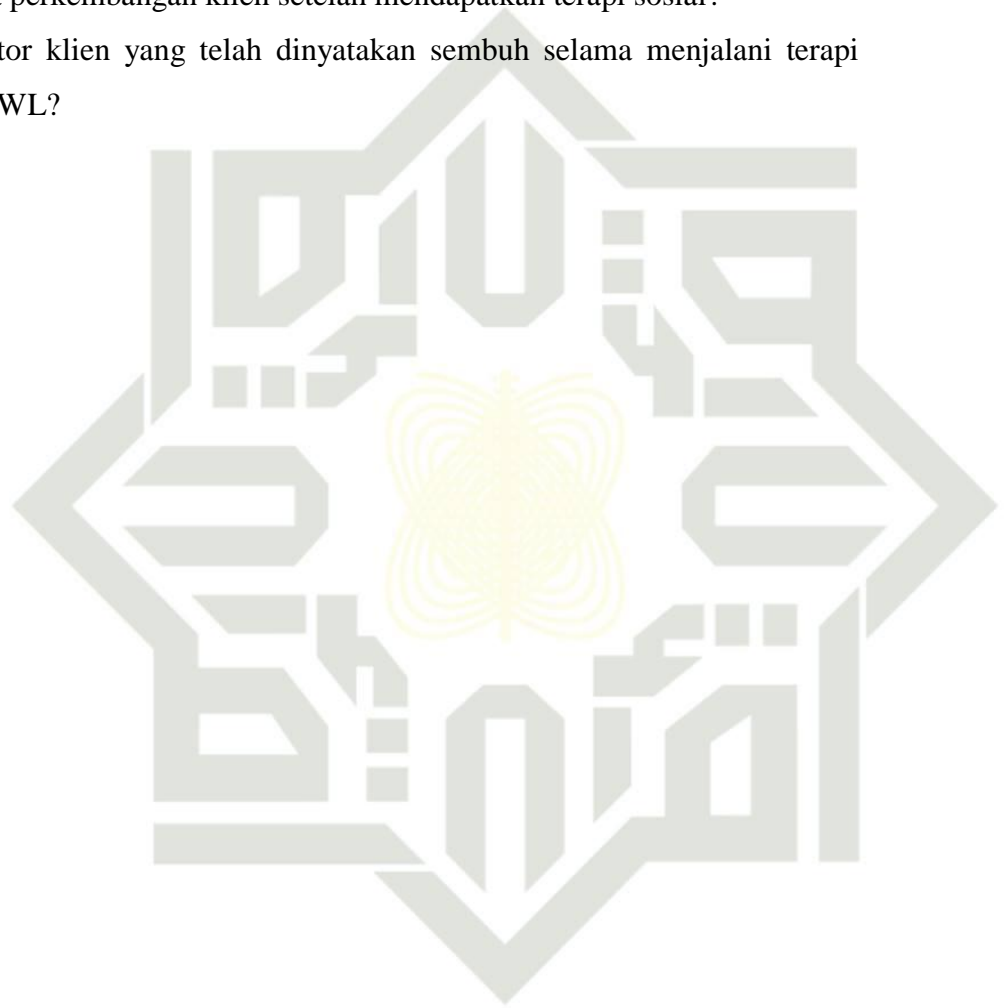 perkembangan klien setelah mendapatkan terapi sosial?
tor klien yang telah dinyatakan sembuh selama menjalani terapi
WL?